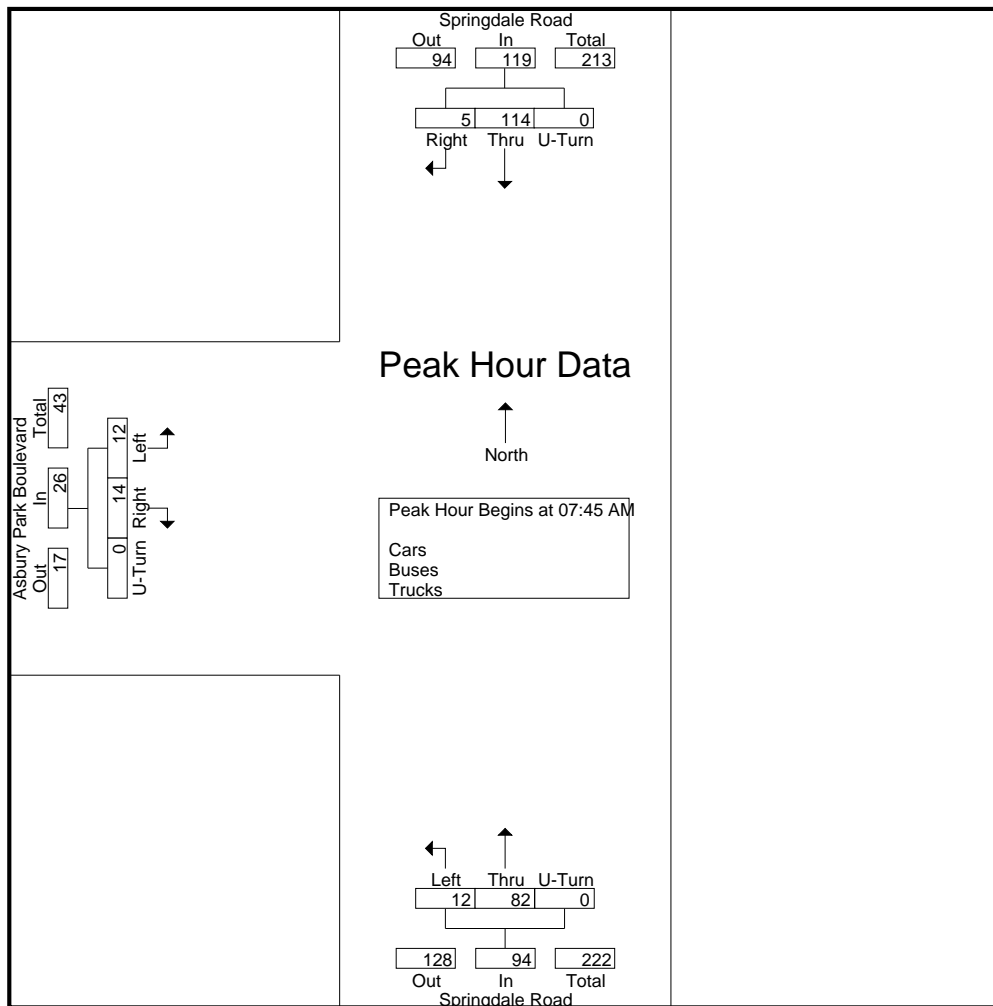 Springdale Road
Out In Total
94 119 213
5 114 0
Right Thru U-Turn
Peak Hour Data
North
Peak Hour Begins at 07:45 AM
Cars
Buses
Trucks
Asbury Park Boulevard
Out In Total
17 26 43
0 14 12
U-Turn Right Left
Left Thru U-Turn
12 82 0
128 94 222
Out In Total
Springdale Road